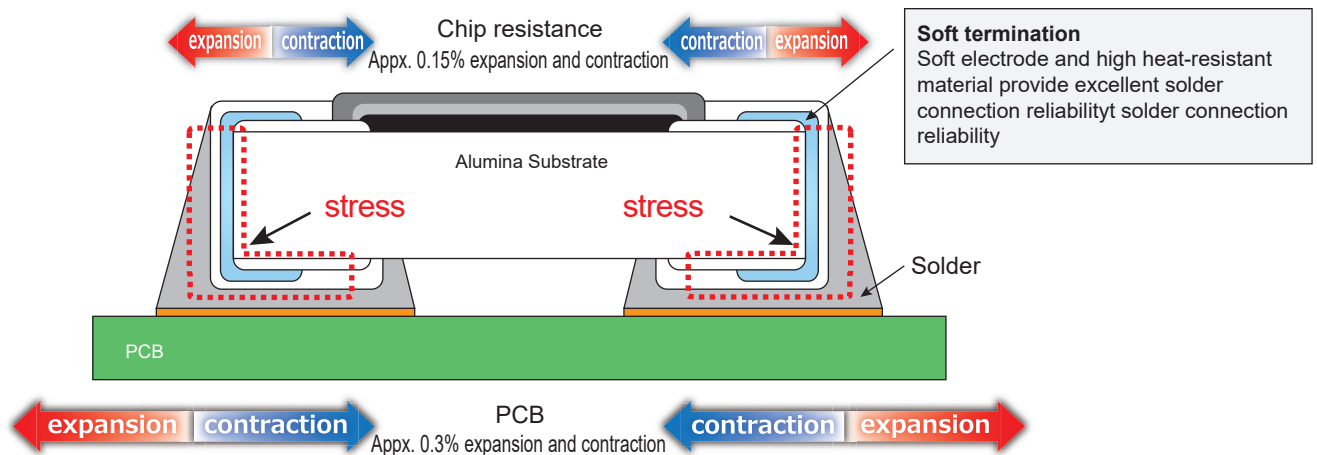 expansion contraction
Chip resistance
Appx. 0.15% expansion and contraction
contraction expansion
Soft termination
Soft electrode and high heat-resistant
material provide excellent solder
connection reliabilityt solder connection
reliability
Alumina Substrate
stress
stress
Solder
PCB
expansion contraction
PCB
Appx. 0.3% expansion and contraction
contraction expansion